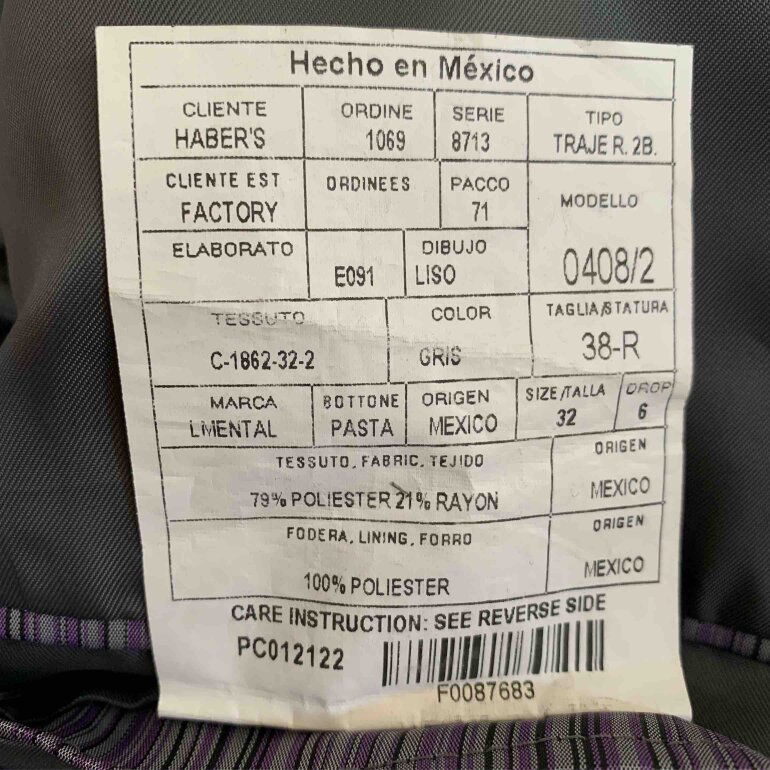 Hecho en México
CLIENTE ORDINE SERIE TIPO
HABER'S 1069 8713 TRAJE R. 2B.
CLIENTE EST ORDINEES PACCO MODELLO
FACTORY 71
ELABORATO DIBUJO 0408/2
E091 LISO
TESSUTO COLOR TAGLIA/STATURA
C-1862-32-2 GRIS 38-R
MARCA BOTTONE ORIGEN SIZE/TALLA DROP
LMENTAL PASTA MEXICO 32 6
TESSUTO, FABRIC, TEJIDO ORIGEN
79% POLIESTER 21% RAYON MEXICO
FODERA, LINING, FORRO ORIGEN
100% POLIESTER MEXICO
CARE INSTRUCTION: SEE REVERSE SIDE
PC012122
F0087683